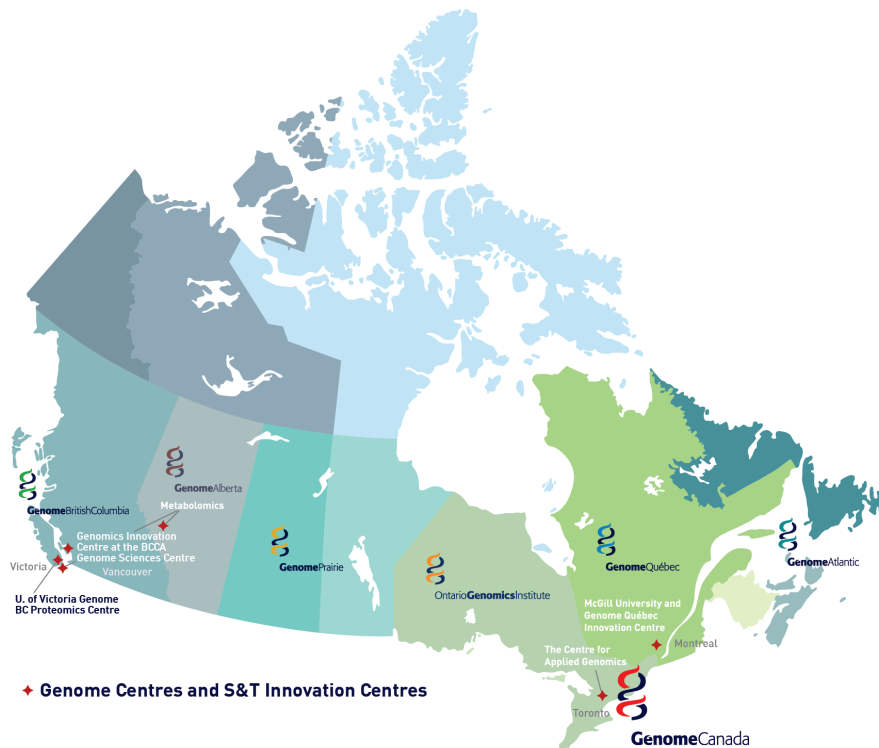 GenomeAlberta
Metabolomics
GenomeBritishColumbia
Genomics Innovation
Centre at the BCCA
Genome Sciences Centre
Victoria
Vancouver
U. of Victoria Genome
BC Proteomics Centre
GenomePrairie
OntarioGenomicsInstitute
GenomeQuébec
GenomeAtlantic
McGill University and
Genome Québec
Innovation Centre
Montreal
The Centre for
Applied Genomics
Toronto
Genome Centres and S&T Innovation Centres
GenomeCanada